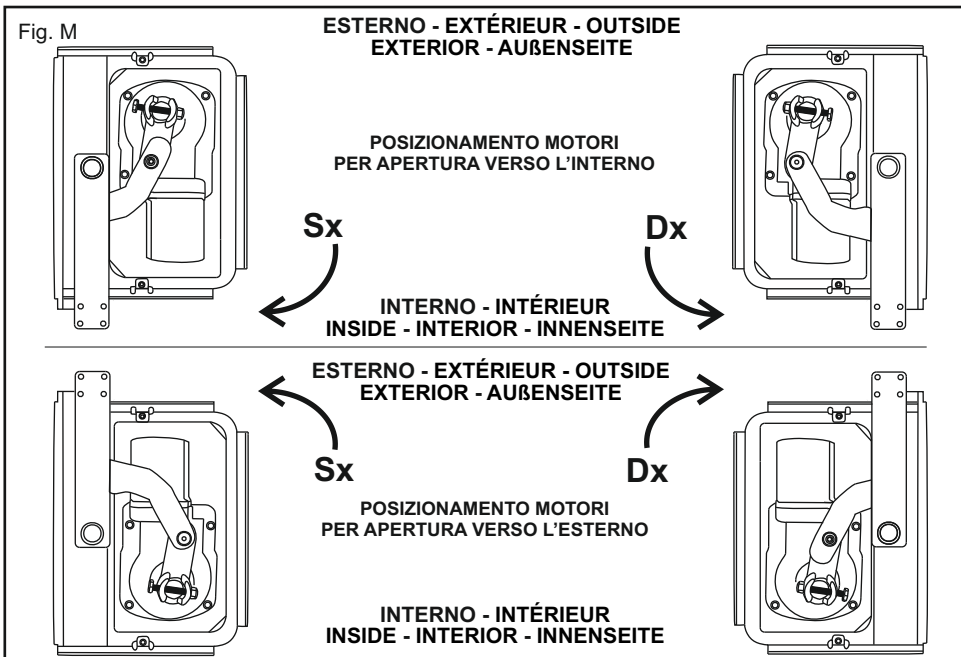 Fig. M
ESTERNO - EXTÉRIEUR - OUTSIDE
EXTERIOR - AUßENSEITE
POSIZIONAMENTO MOTORI
PER APERTURA VERSO L'INTERNO
Sx
Dx
INTERNO - INTÉRIEUR
INSIDE - INTERIOR - INNENSEITE
ESTERNO - EXTÉRIEUR - OUTSIDE
EXTERIOR - AUßENSEITE
Sx
Dx
POSIZIONAMENTO MOTORI
PER APERTURA VERSO L'ESTERNO
INTERNO - INTÉRIEUR
INSIDE - INTERIOR - INNENSEITE